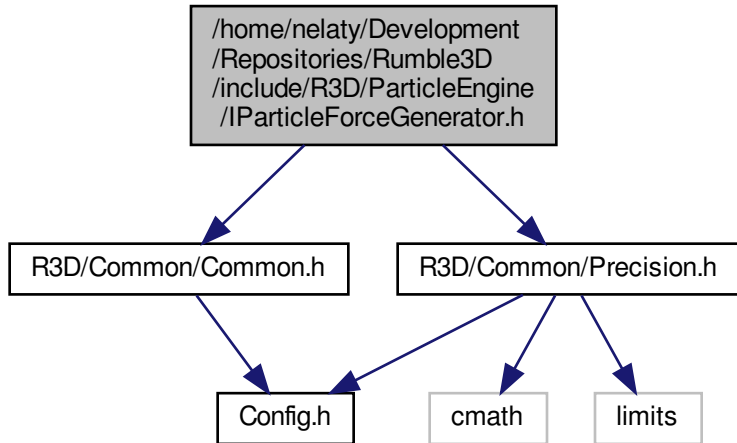 /home/nelaty/Development
/Repositories/Rumble3D
/include/R3D/ParticleEngine
/IParticleForceGenerator.h
R3D/Common/Common.h
R3D/Common/Precision.h
Config.h
cmath
limits